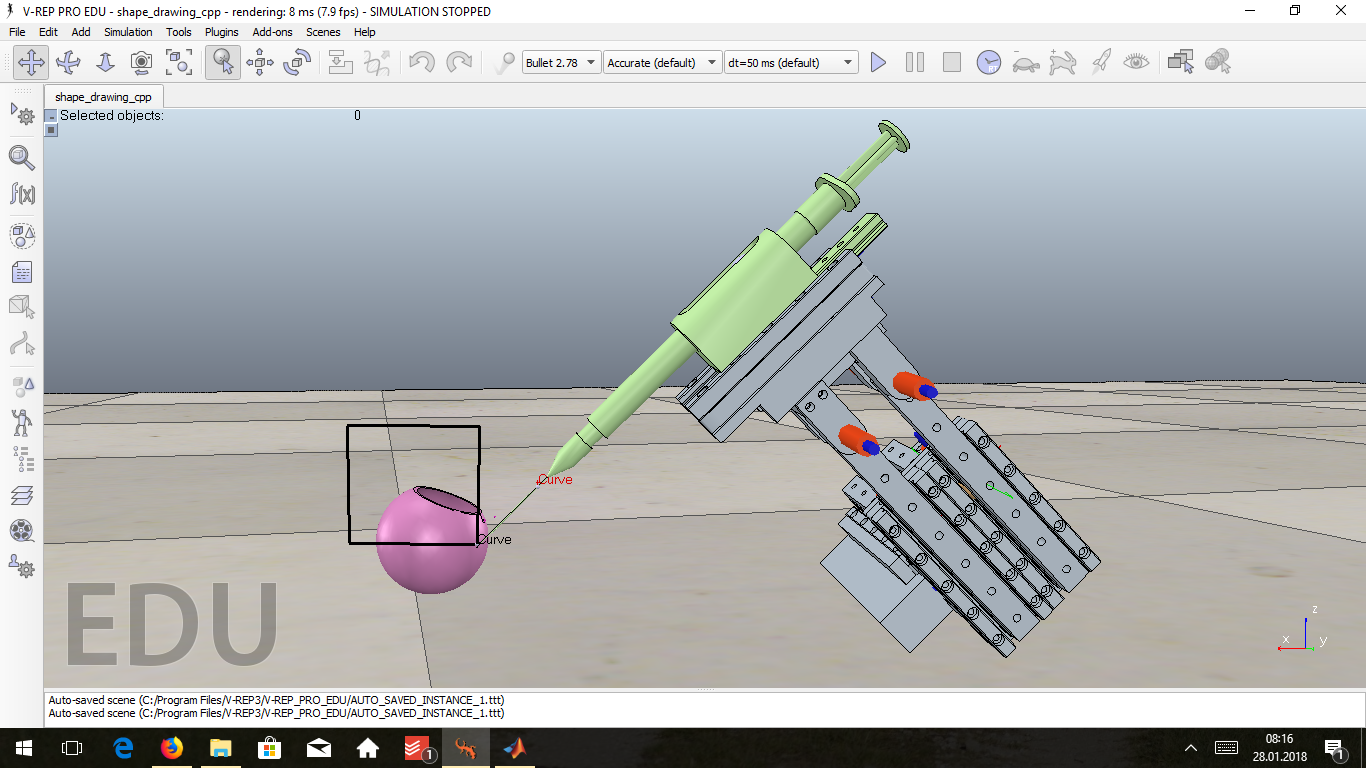 V-REP PRO EDU - shape_drawing_cpp - rendering: 8 ms (7.9 fps) - SIMULATION STOPPED
File Edit Add Simulation Tools Plugins Add-ons Scenes Help
Bullet 2.78 Accurate (default) dt=50 ms (default)
shape_drawing_cpp
Selected objects: 0
f(x)
Curve
Curve
EDU
z
x y
Auto-saved scene (C:/Program Files/V-REP3/V-REP_PRO_EDU/AUTO_SAVED_INSTANCE_1.ttt)
Auto-saved scene (C:/Program Files/V-REP3/V-REP_PRO_EDU/AUTO_SAVED_INSTANCE_1.ttt)
1
08:16
28.01.2018
1